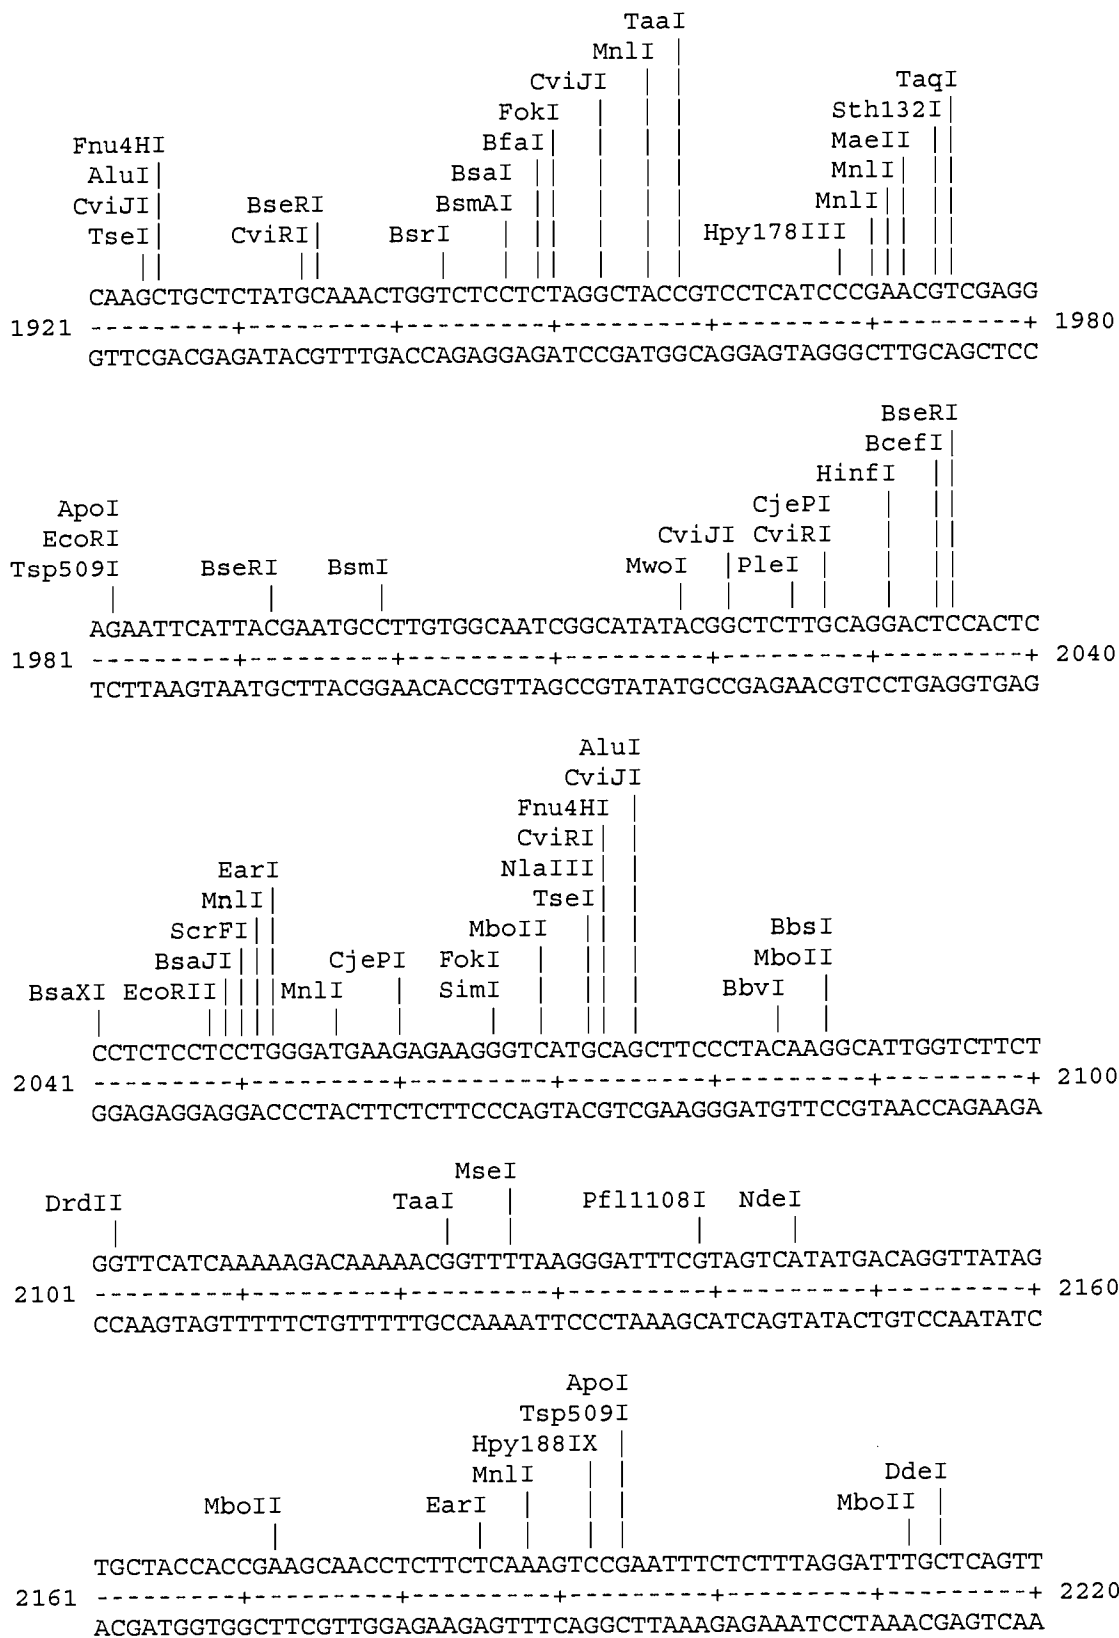 TaaI
MnlI
CviJI TaqI
FokI Sth132I
Fnu4HI BfaI MaeII
AluI BsaI MnlI
CviJI BseRI BsmAI MnlI
TseI CviRI BsrI Hpy178III
CAAGCTGCTCTATGCAAACTGGTCTCCTCTAGGCTACCGTCCTCATCCCGAACGTCGAGG
1921 ---------+---------+---------+---------+---------+---------+ 1980
GTTCGACGAGATACGTTTGACCAGAGGAGATCCGATGGCAGGAGTAGGGCTTGCAGCTCC
BseRI
BcefI
HinfI
ApoI CjePI
EcoRI CviJI CviRI
Tsp509I BseRI BsmI MwoI PleI
AGAATTCATTACGAATGCCTTGTGGCAATCGGCATATACGGCTCTTGCAGGACTCCACTC
1981 ---------+---------+---------+---------+---------+---------+ 2040
TCTTAAGTAATGCTTACGGAACACCGTTAGCCGTATATGCCGAGAACGTCCTGAGGTGAG
AluI
CviJI
Fnu4HI
CviRI
EarI NlaIII
MnlI TseI
ScrFI MboII BbsI
BsaJI CjePI FokI MboII
BsaXI EcoRII MnlI SimI BbvI
CCTCTCCTCCTGGGATGAAGAGAAGGGTCATGCAGCTTCCCTACAAGGCATTGGTCTTCT
2041 ---------+---------+---------+---------+---------+---------+ 2100
GGAGAGGAGGACCCTACTTCTCTTCCCAGTACGTCGAAGGGATGTTCCGTAACCAGAAGA
MseI
DrdII TaaI Pfl1108I NdeI
GGTTCATCAAAAAGACAAAAACGGTTTTAAGGGATTTCGTAGTCATATGACAGGTTATAG
2101 ---------+---------+---------+---------+---------+---------+ 2160
CCAAGTAGTTTTTCTGTTTTTGCCAAAATTCCCTAAAGCATCAGTATACTGTCCAATATC
ApoI
Tsp509I
Hpy188IX
MnlI DdeI
MboII EarI MboII
TGCTACCACCGAAGCAACCTCTTCTCAAAGTCCGAATTTCTCTTTAGGATTTGCTCAGTT
2161 ---------+---------+---------+---------+---------+---------+ 2220
ACGATGGTGGCTTCGTTGGAGAAGAGTTTCAGGCTTAAAGAGAAATCCTAAACGAGTCAA